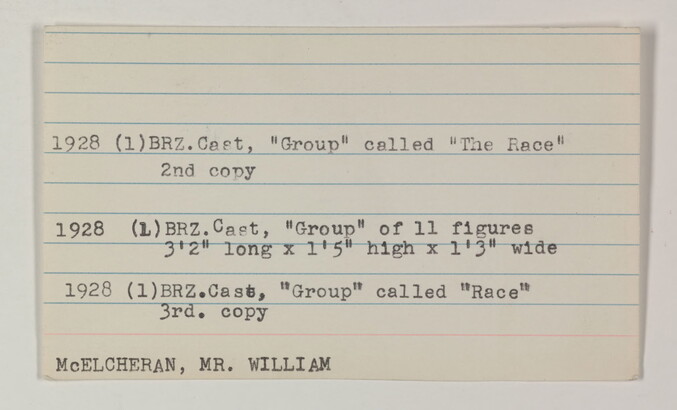 1928 (1)BRZ.Cast, "Group" called "The Race"
2nd copy
1928 (1)BRZ.Cast, "Group" of 11 figures
3'2" long x 1'5" high x 1'3" wide
1928 (1)BRZ.Cast, "Group" called "Race"
3rd. copy
McELCHERAN, MR. WILLIAM